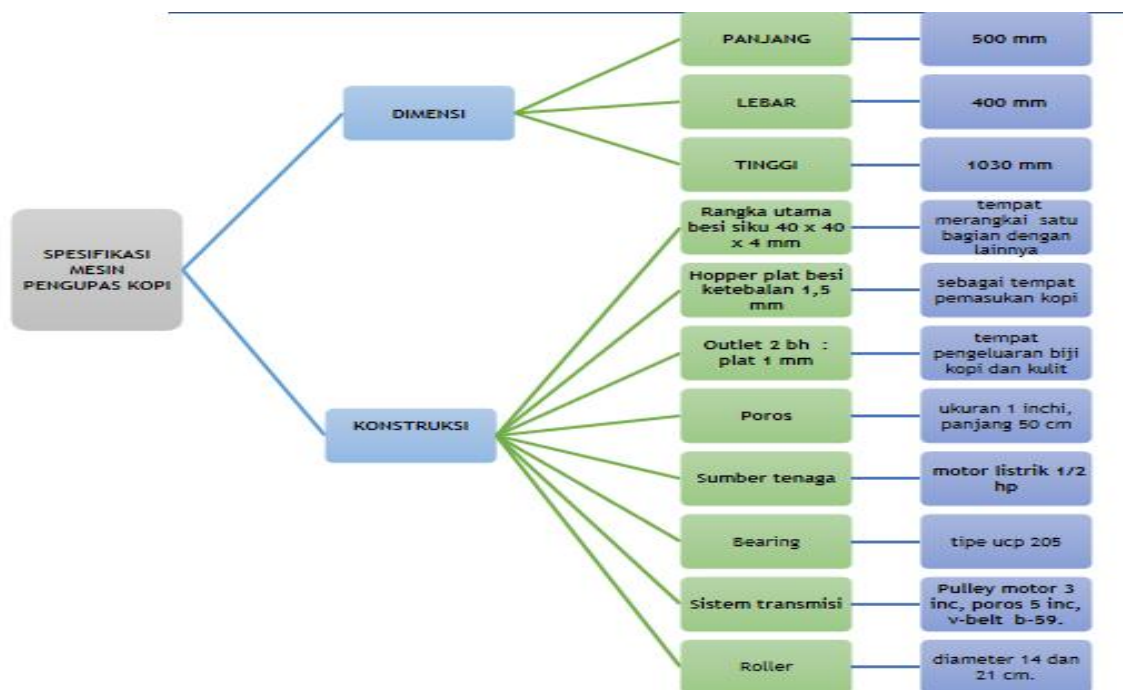 SPESIFIKASI
MESIN
PENGUPAS KOPI
DIMENSI
PANJANG
500 mm
LEBAR
400 mm
TINGGI
1030 mm
KONSTRUKSI
Rangka utama
besi siku 40 x 40
x 4 mm
tempat
merangkai satu
bagian dengan
lainnya
Hopper plat besi
ketebalan 1,5
mm
sebagai tempat
pemasukan kopi
Outlet 2 bh :
plat 1 mm
tempat
pengeluaran biji
kopi dan kulit
Poros
ukuran 1 inchi,
panjang 50 cm
Sumber tenaga
motor listrik 1/2
hp
Bearing
tipe ucp 205
Sistem transmisi
Pulley motor 3
inc, poros 5 inc,
v-belt b-59.
Roller
diameter 14 dan
21 cm.